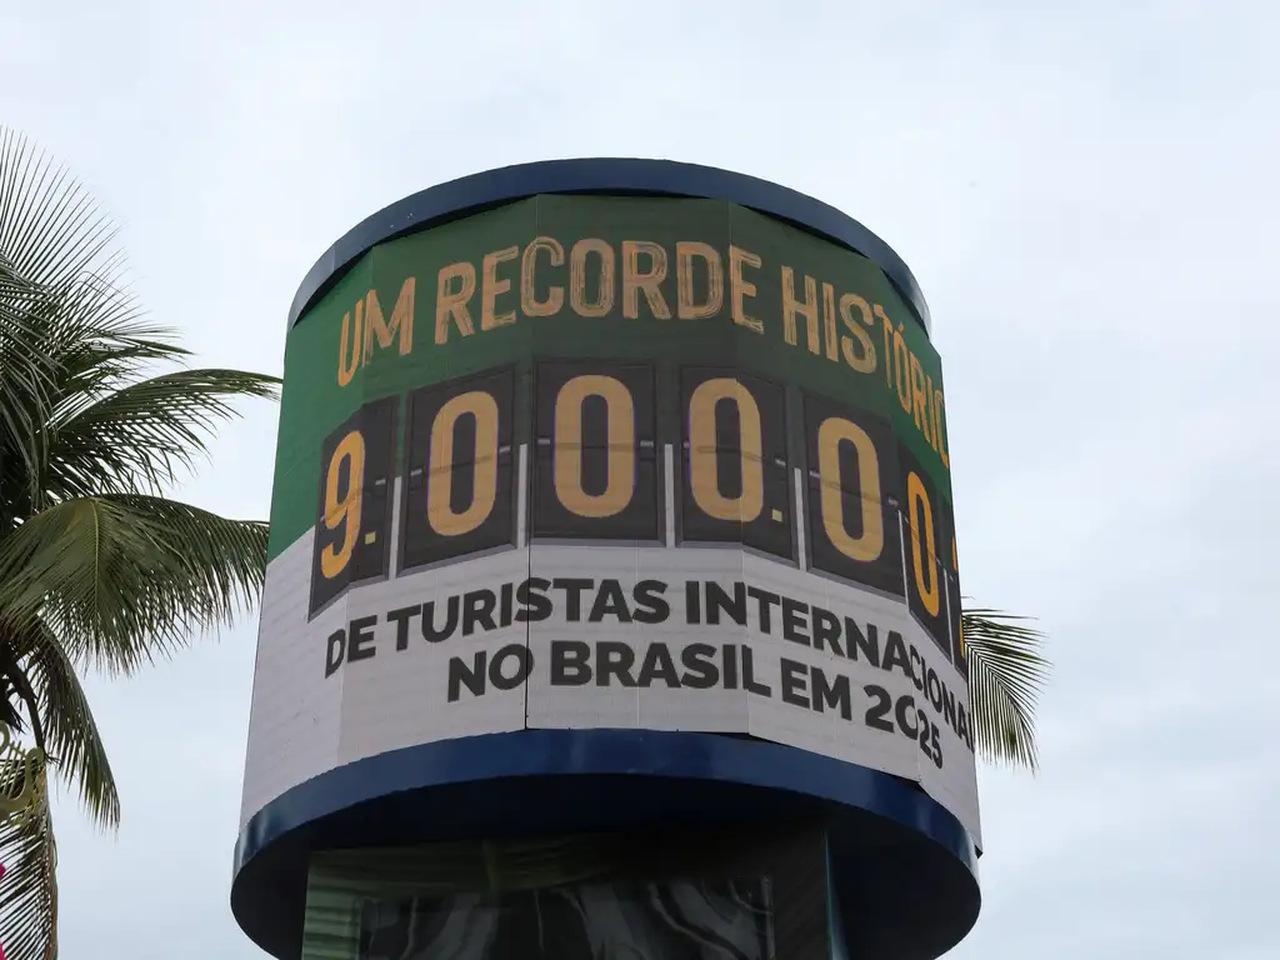 UM RECORDE HISTÓRIC
9.000.00
DE TURISTAS INTERNACIONA
NO BRASIL EM 2025